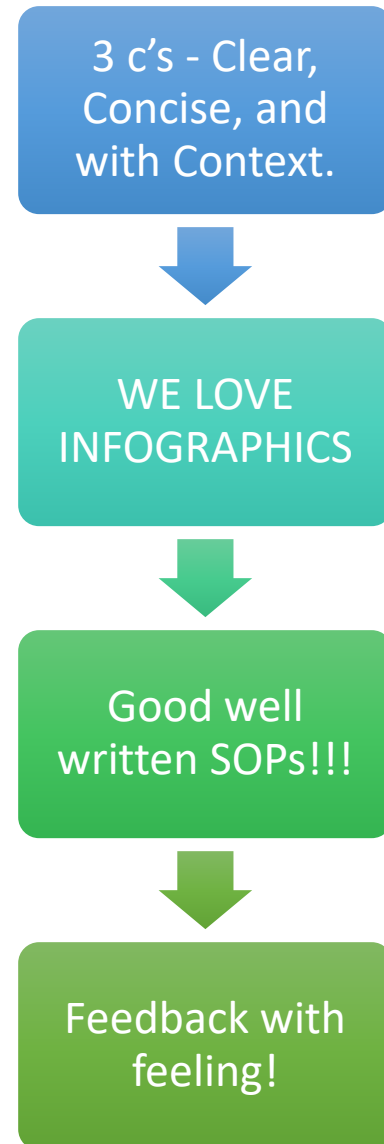 3 c’s - Clear,
Concise, and
with Context.
WE LOVE
INFOGRAPHICS
Good well
written SOPs!!!
Feedback with
feeling!